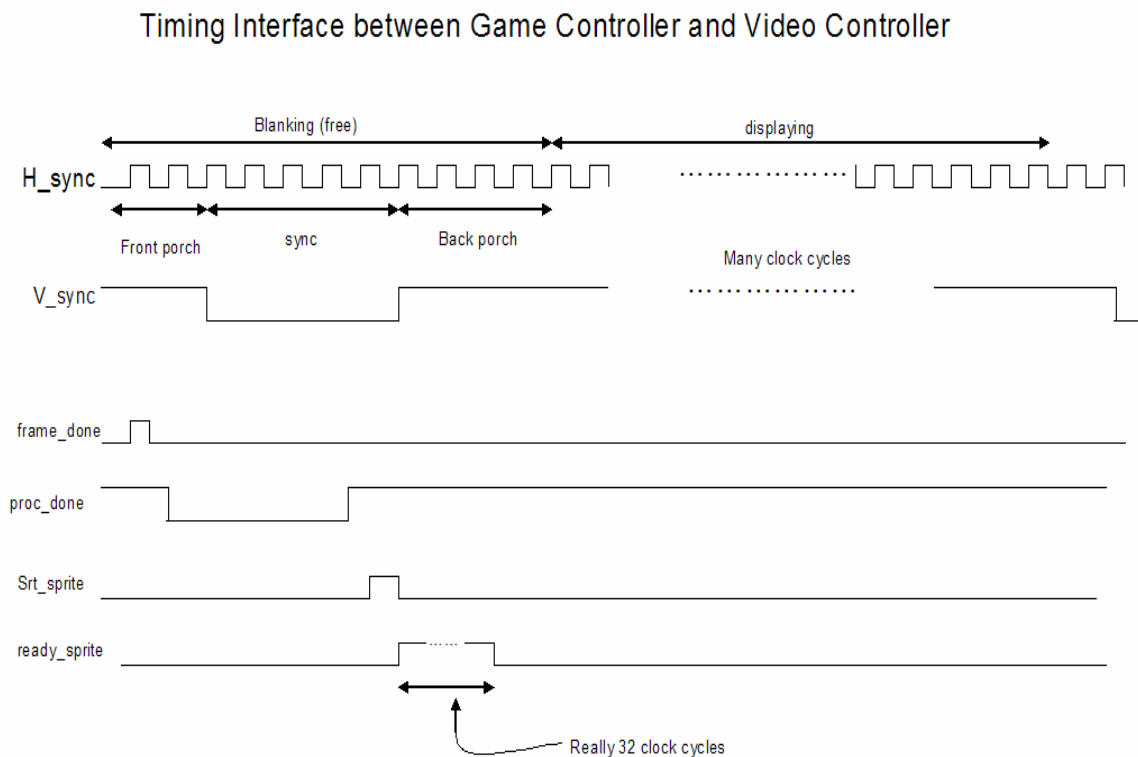 Timing Interface between Game Controller and Video Controller
Blanking (free)
displaying
H_sync
Front porch
sync
Back porch
Many clock cycles
V_sync
frame_done
proc_done
Srt_sprite
ready_sprite
Really 32 clock cycles